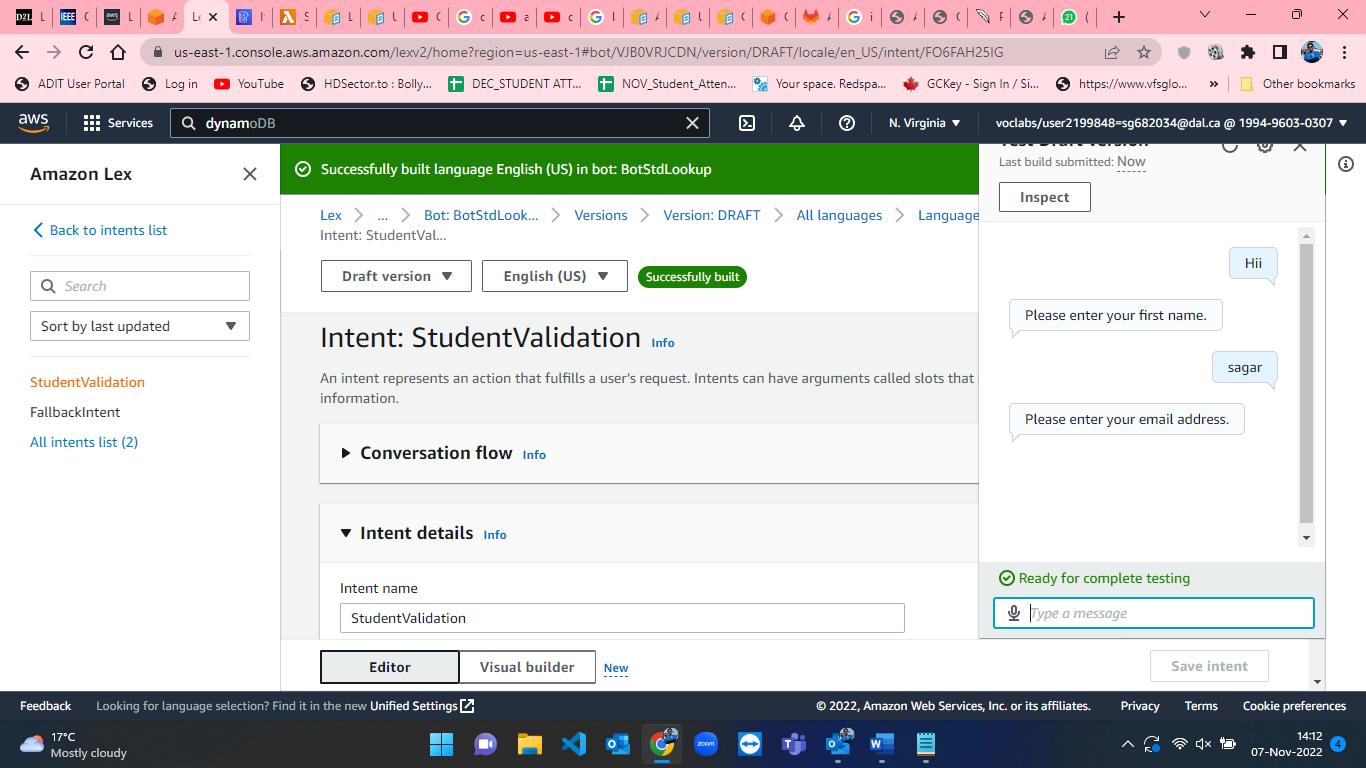 D2L L
IEEE C
aws L
A
Le
I
S
L
U
C
c
a
c
I
A
U
C
C
A
i
A
C
F
A
(
us-east-1.console.aws.amazon.com/lexv2/home?region=us-east-1#bot/VJB0VRJCDN/version/DRAFT/locale/en_US/intent/FO6FAH25IG
ADIT User Portal
Log in
YouTube
HDSector.to : Bolly...
DEC_STUDENT ATT...
NOV_Student_Atten...
Your space. Redspa...
GCKey - Sign In / Si...
https://www.vfsglo...
»
Other bookmarks
aws
Services
dynamoDB
N. Virginia
voclabs/user2199848=sg682034@dal.ca @ 1994-9603-0307
Amazon Lex
Back to intents list
Search
Sort by last updated
StudentValidation
FallbackIntent
All intents list (2)
Successfully built language English (US) in bot: BotStdLookup
Lex
...
Bot: BotStdLook...
Versions
Version: DRAFT
All languages
Language
Intent: StudentVal...
Draft version
English (US)
Successfully built
Intent: StudentValidation Info
An intent represents an action that fulfills a user's request. Intents can have arguments called slots that
information.
Conversation flow Info
Intent details Info
Intent name
StudentValidation
Editor
Visual builder
New
Save intent
Test Draft version
Last build submitted: Now
Inspect
Hii
Please enter your first name.
sagar
Please enter your email address.
Ready for complete testing
Type a message
Feedback
Looking for language selection? Find it in the new Unified Settings
© 2022, Amazon Web Services, Inc. or its affiliates.
Privacy
Terms
Cookie preferences
17°C
Mostly cloudy
zoom
14:12
07-Nov-2022
4